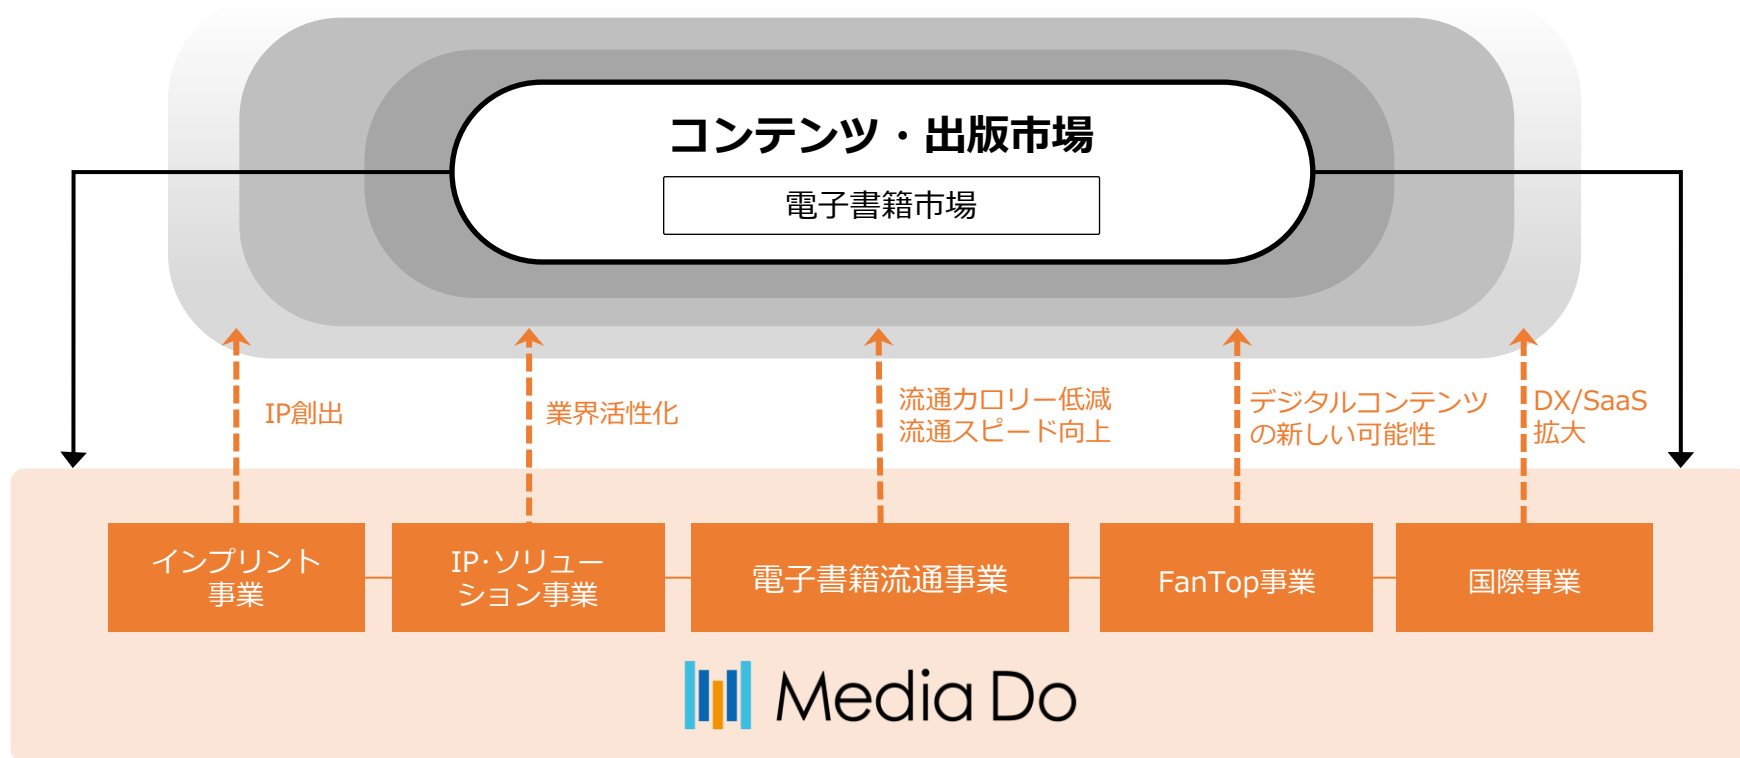 コンテンツ・出版市場
電子書籍市場
IP創出
業界活性化
流通カロリー低減
流通スピード向上
デジタルコンテンツ
の新しい可能性
DX/SaaS
拡大
インプリント
事業
IP・ソリュー
ション事業
電子書籍流通事業
FanTop事業
国際事業
Media Do